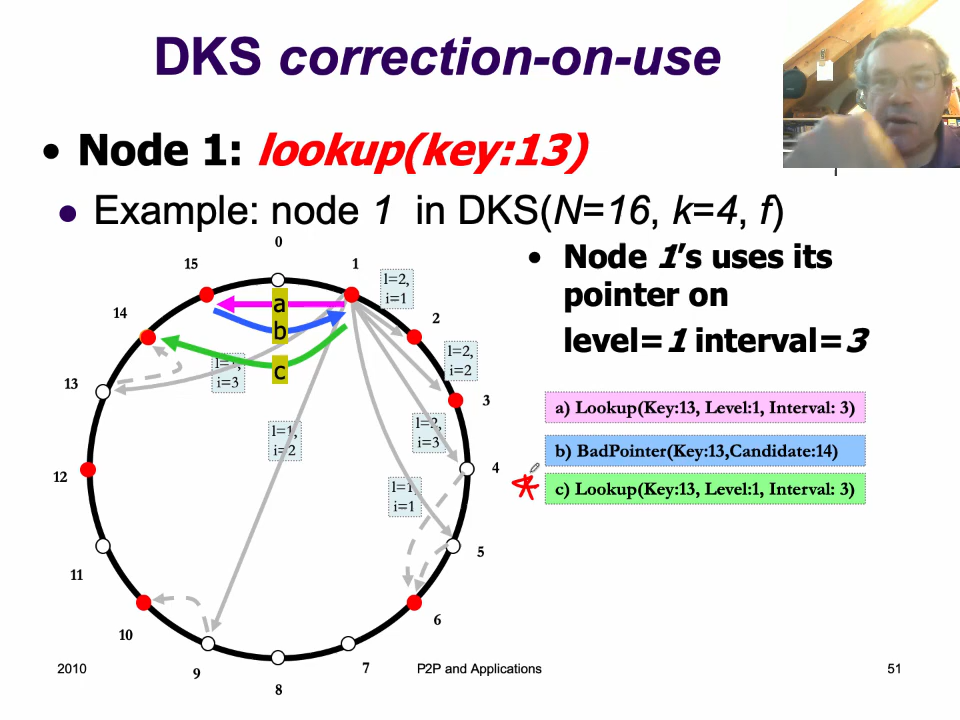 DKS correction-on-use
• Node 1: lookup(key:13)
• Example: node 1 in DKS(N=16, k=4, f)
• Node 1's uses its
pointer on
level=1 interval=3
a) Lookup(Key:13, Level:1, Interval: 3)
b) BadPointer(Key:13,Candidate:14)
c) Lookup(Key:13, Level:1, Interval: 3)
0
15
1
l=2,
i=1
a
14
b
2
l=2,
i=2
c
i=3
13
3
l=2,
i=3
l=1,
i=2
4
12
l=1,
i=1
5
11
6
10
7
9
8
2010
P2P and Applications
51